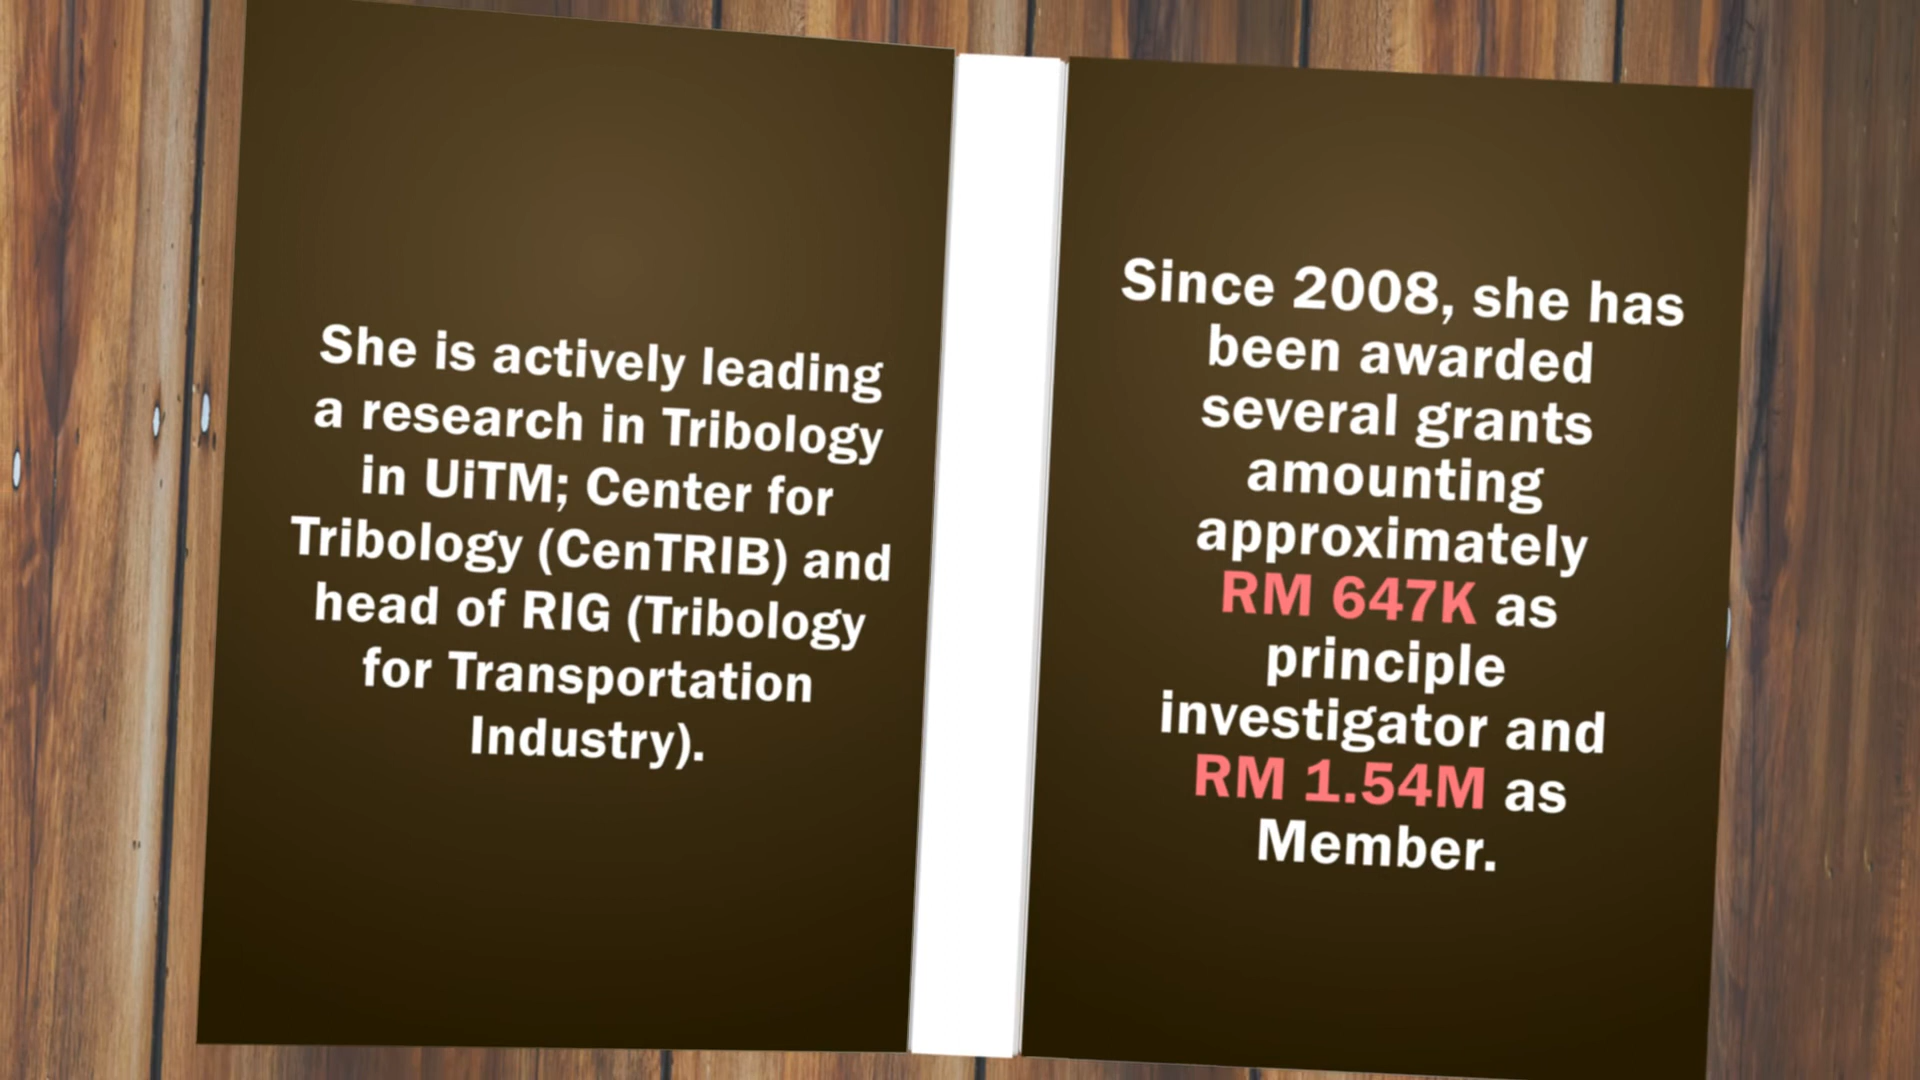 She is actively leading
a research in Tribology
in UiTM; Center for
Tribology (CenTRIB) and
head of RIG (Tribology
for Transportation
Industry).
Since 2008, she has
been awarded
several grants
amounting
approximately
RM 647K as
principle
investigator and
RM 1.54M as
Member.